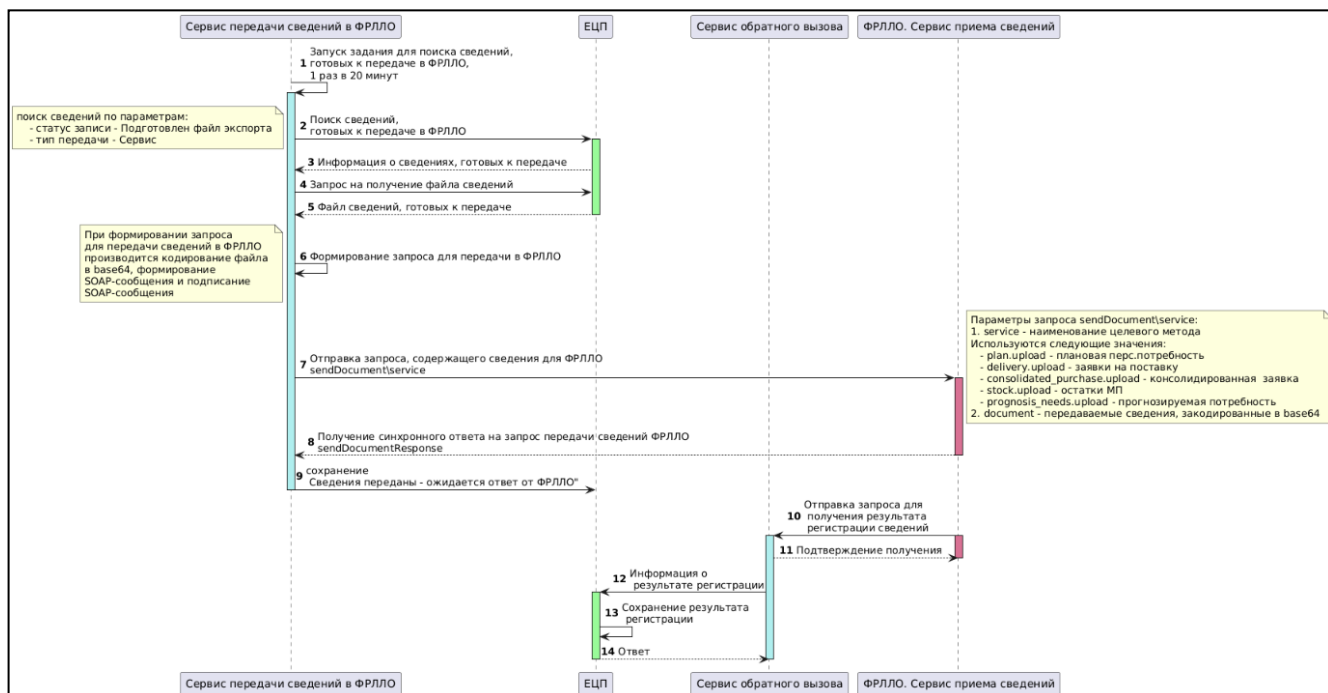 Сервис передачи сведений в ФРЛЛО
ЕЦП
Сервис обратного вызова
ФРЛЛО. Сервис приема сведений
Запуск задания для поиска сведений,
1 готовых к передаче в ФРЛЛО,
1 раз в 20 минут
поиск сведений по параметрам:
- статус записи - Подготовлен файл экспорта
- тип передачи - Сервис
2 Поиск сведений,
готовых к передаче в ФРЛЛО
3 Информация о сведениях, готовых к передаче
4 Запрос на получение файла сведений
5 Файл сведений, готовых к передаче
При формировании запроса
для передачи сведений в ФРЛЛО
производится кодирование файла
в base64, формирование
SOAP-сообщения и подписание
SOAP-сообщения
6 Формирование запроса для передачи в ФРЛЛО
Параметры запроса sendDocument\service:
1. service - наименование целевого метода
Используются следующие значения:
- plan.upload - плановая перс.потребность
- delivery.upload - заявки на поставку
- consolidated_purchase.upload - консолидированная заявка
- stock.upload - остатки МП
- prognosis_needs.upload - прогнозируемая потребность
2. document - передаваемые сведения, закодированные в base64
7 Отправка запроса, содержащего сведения для ФРЛЛО
sendDocument\service
8 Получение синхронного ответа на запрос передачи сведений ФРЛЛО
sendDocumentResponse
9 сохранение
Сведения переданы - ожидается ответ от ФРЛЛО"
Отправка запроса для
10 получения результата
регистрации сведений
11 Подтверждение получения
12 Информация о
результате регистрации
13 Сохранение результата
регистрации
14 Ответ
Сервис передачи сведений в ФРЛЛО
ЕЦП
Сервис обратного вызова
ФРЛЛО. Сервис приема сведений